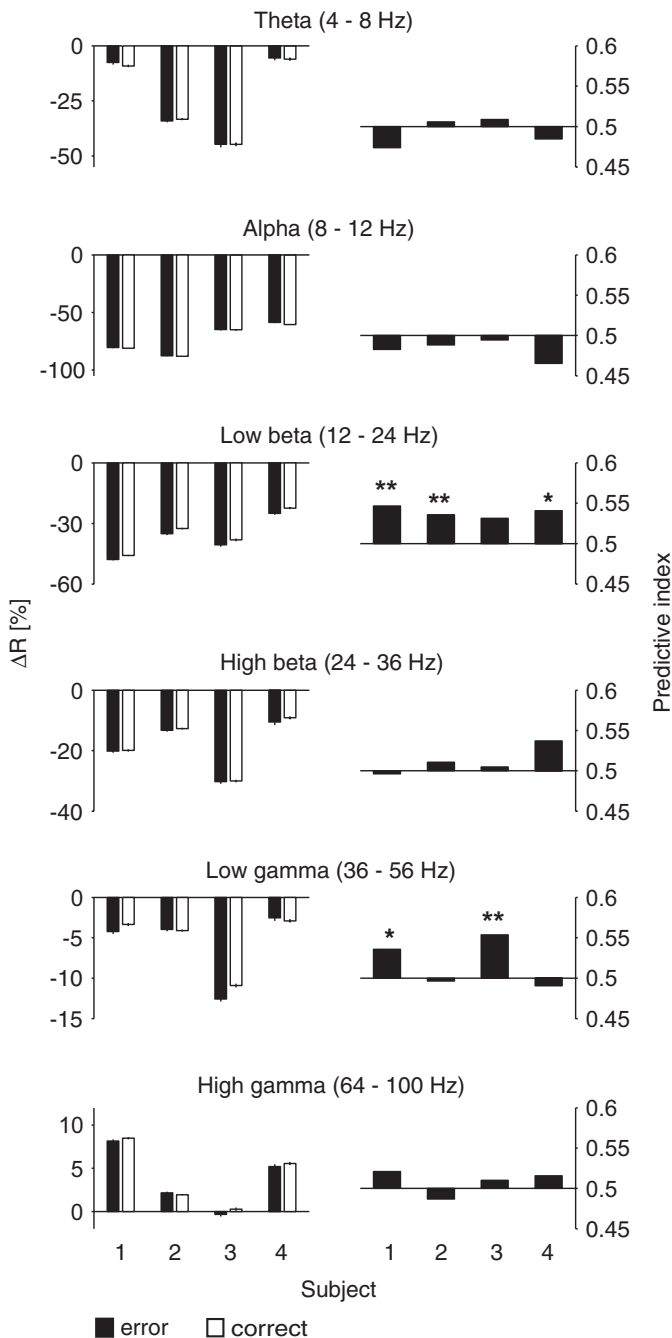 Theta (4 - 8 Hz)
0 0.6
-25 0.55
0.5
-50 0.45
Alpha (8 - 12 Hz)
0 0.6
-50 0.55
0.5
-100 0.45
Low beta (12 - 24 Hz)
0 0.6
** ** *
0.55
-30
0.5
-60 0.45
ΔR [%]
Predictive index
High beta (24 - 36 Hz)
0 0.6
0.55
-20
0.5
-40 0.45
Low gamma (36 - 56 Hz)
0 0.6
* **
-5 0.55
-10 0.5
-15 0.45
High gamma (64 - 100 Hz)
0.6
10
0.55
5
0.5
0
0.45
1 2 3 4 1 2 3 4
Subject
error correct